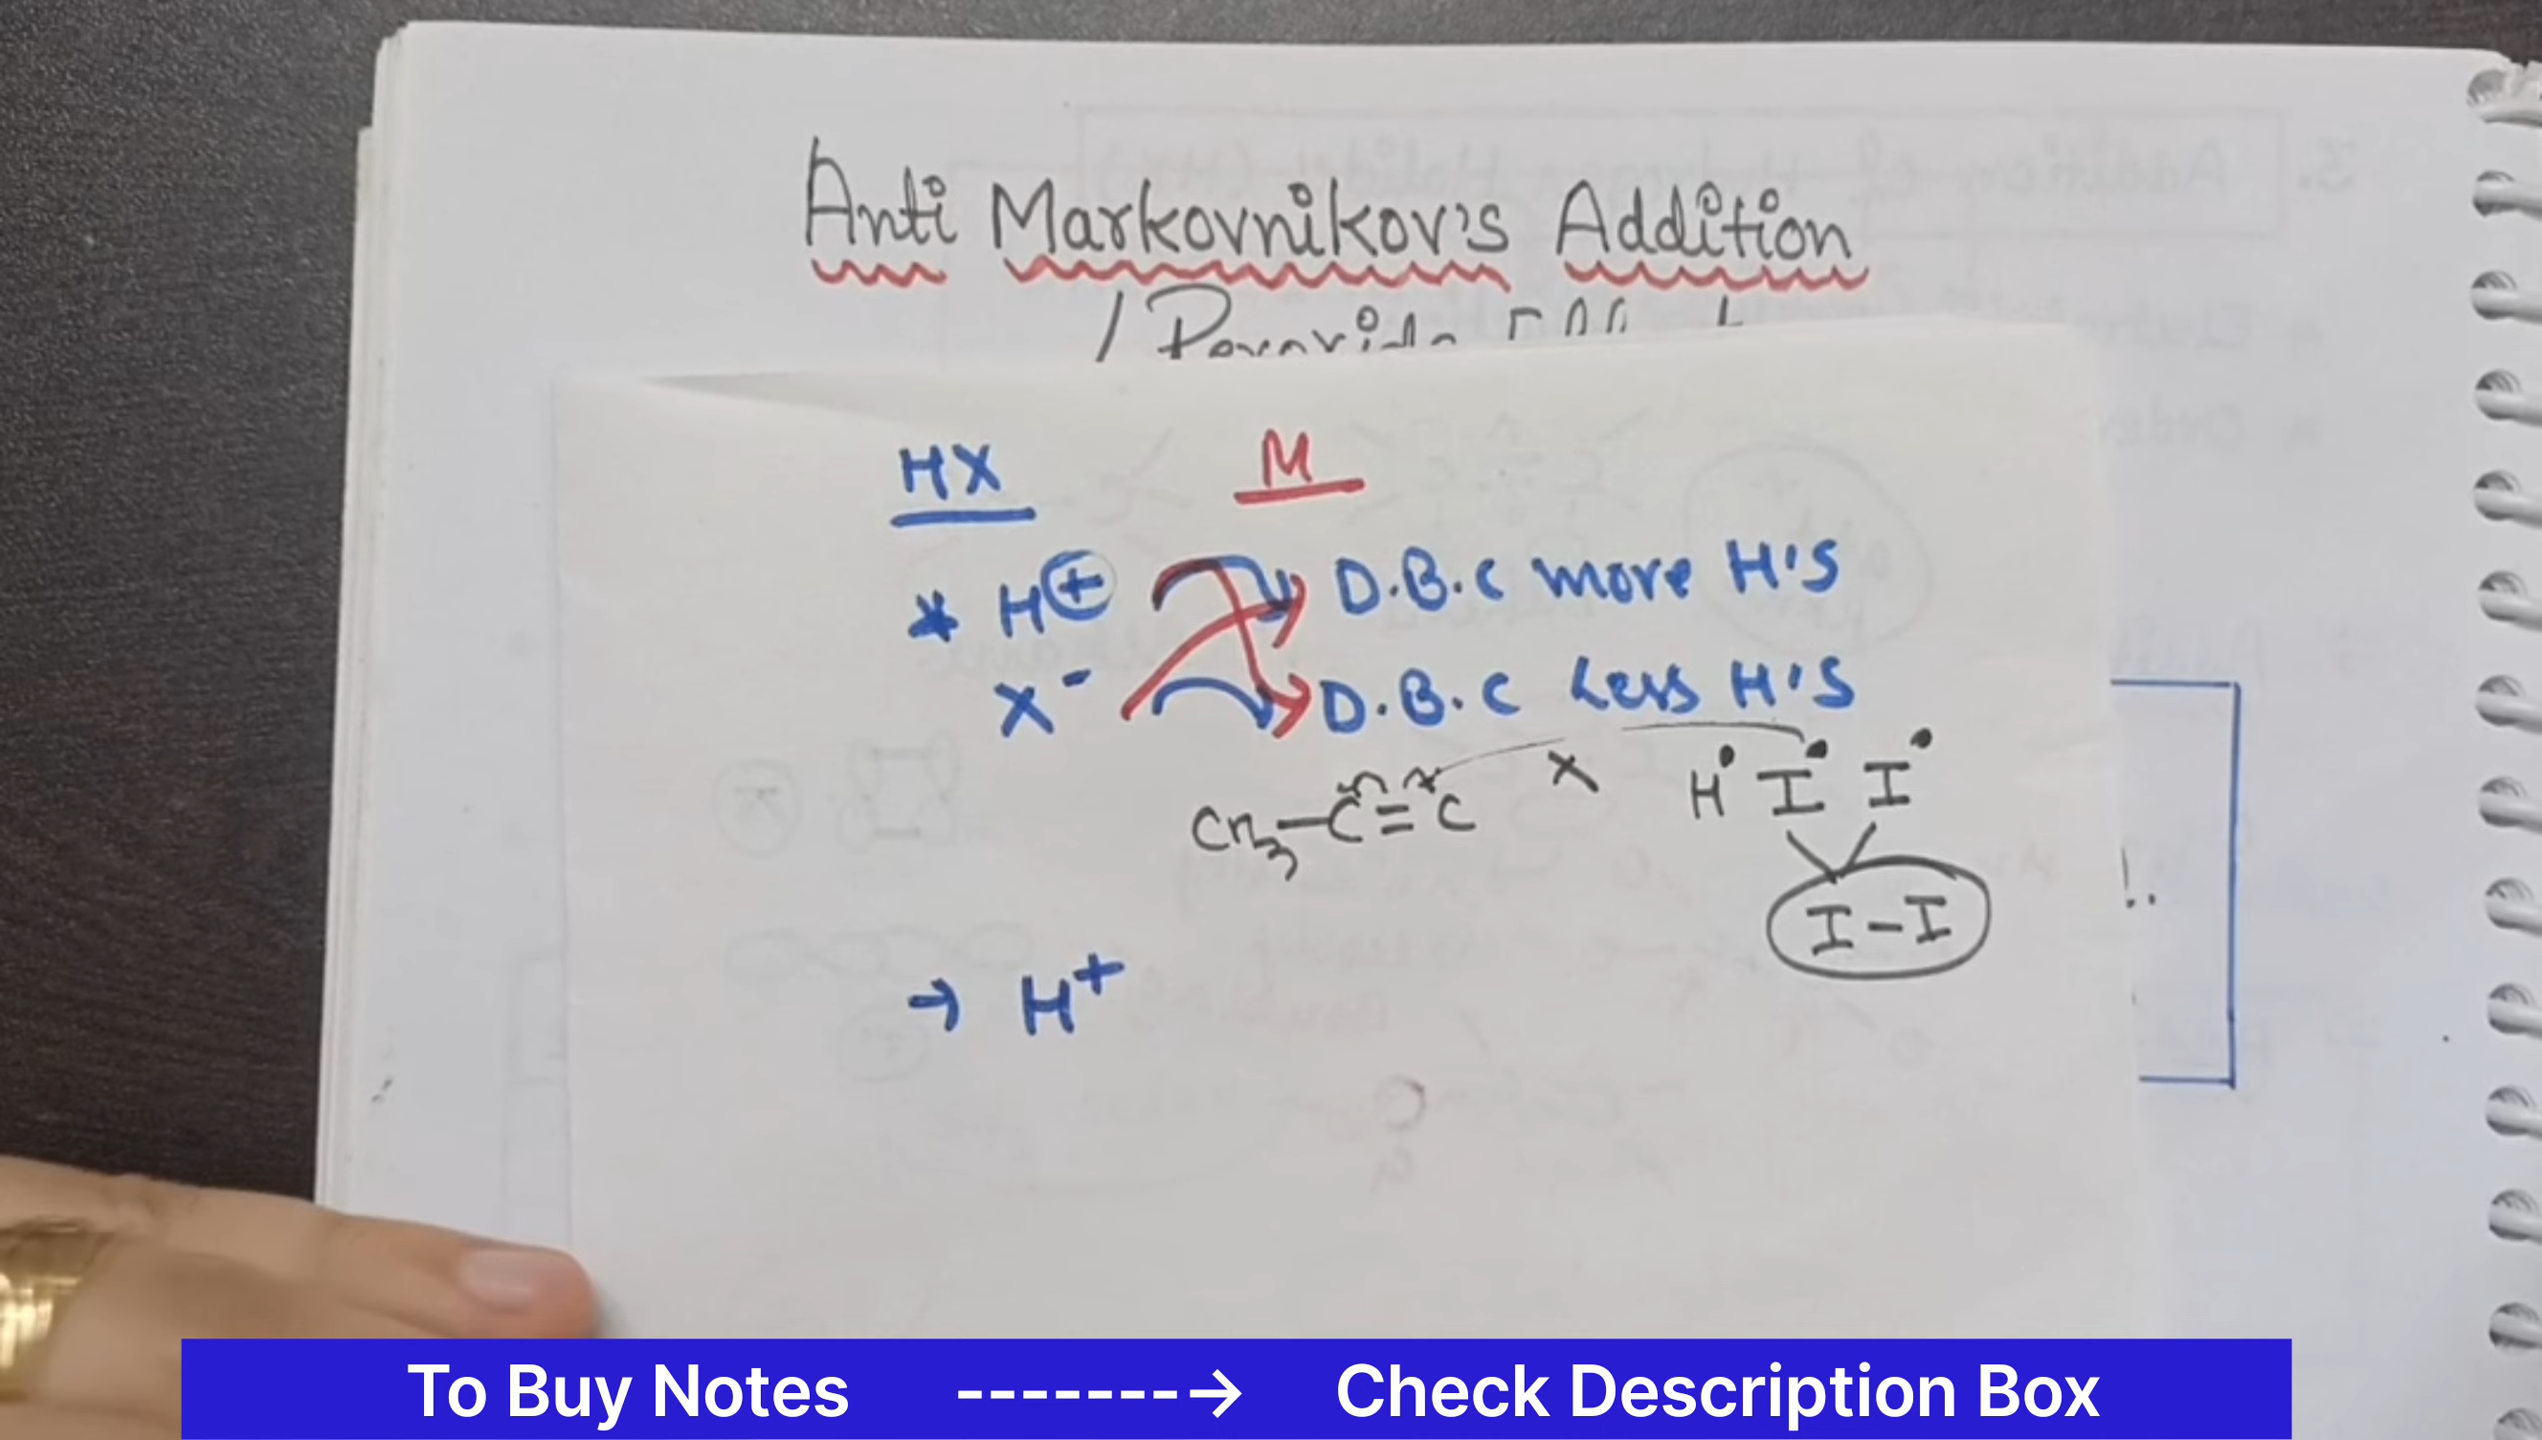 Anti Markovnikov's Addition
/
HX M
* H⊕ D.B.C more H'S
X⁻ D.B.C Less H'S
CH₃-C=C X H• I• I•
I-I
→ H⁺
To Buy Notes -------→ Check Description Box